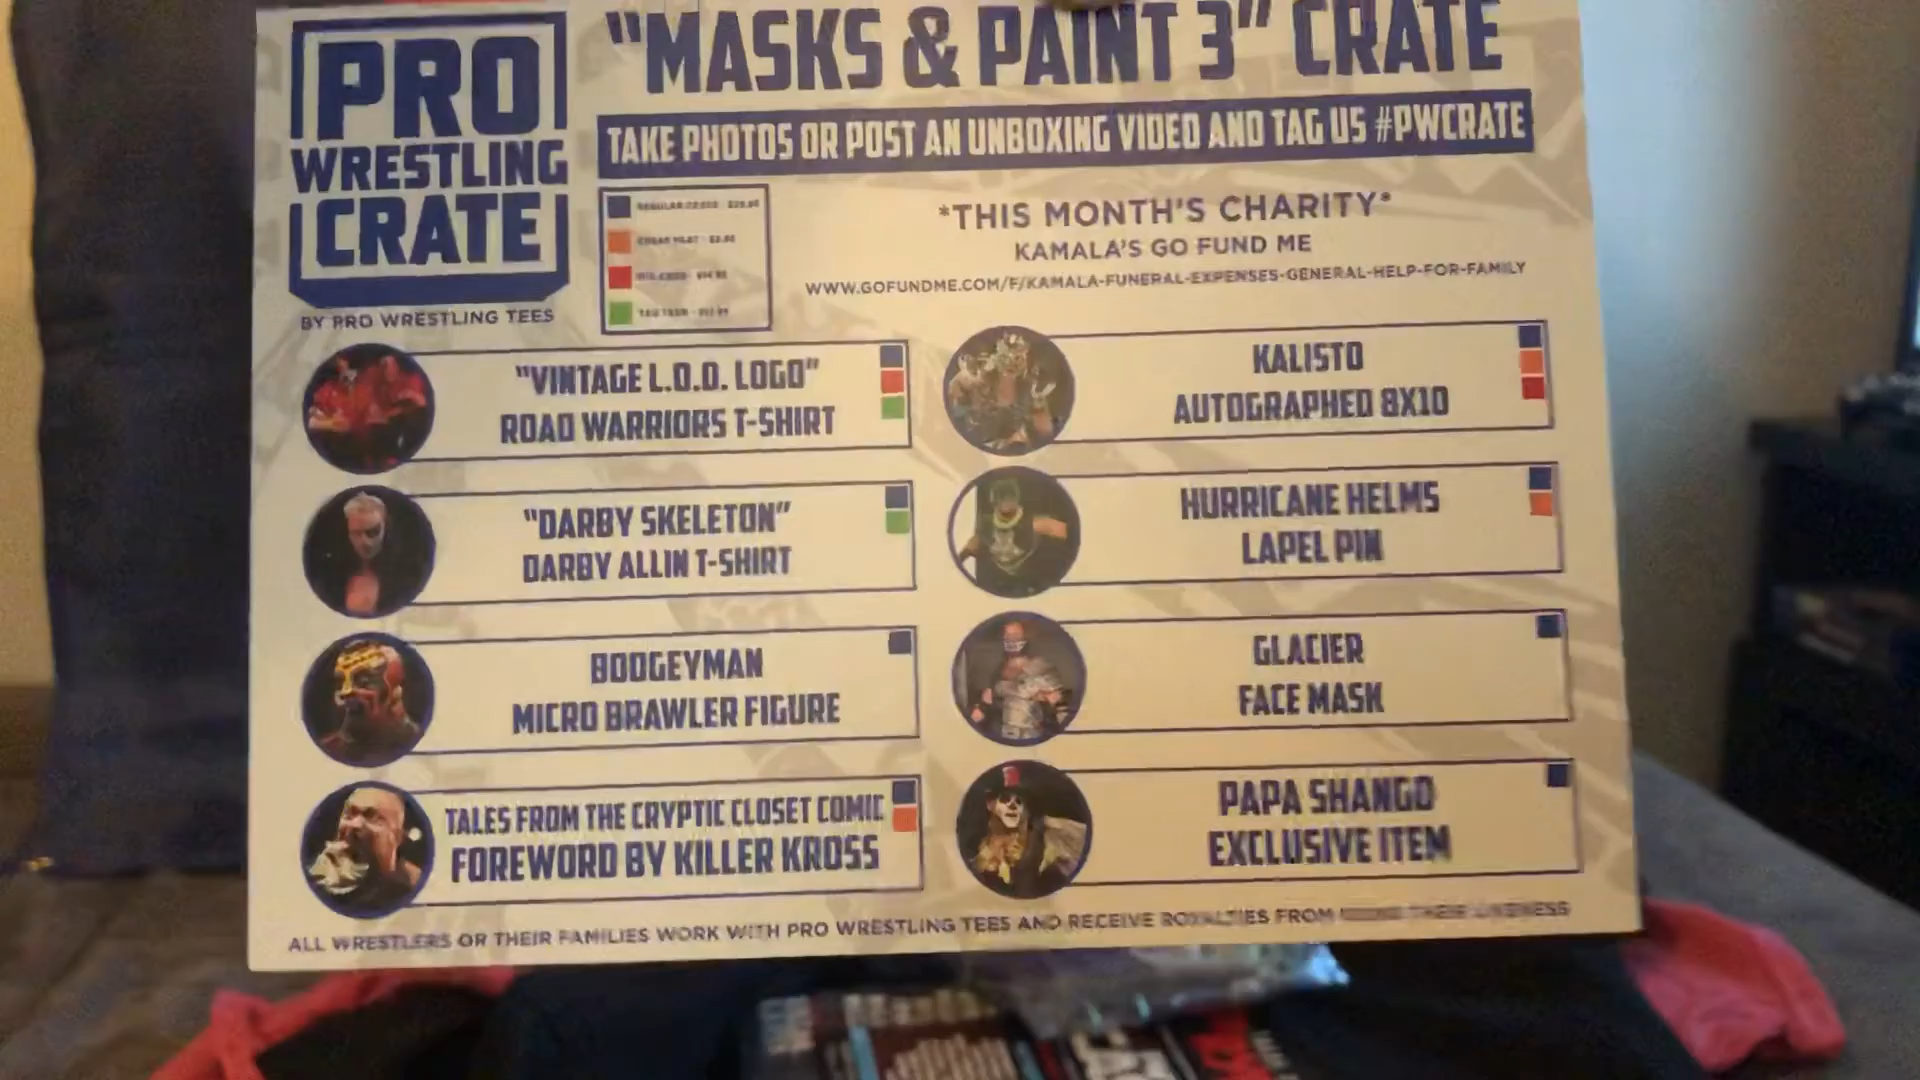 PRO
WRESTLING
CRATE
BY PRO WRESTLING TEES
"MASKS & PAINT 3" CRATE
TAKE PHOTOS OR POST AN UNBOXING VIDEO AND TAG US #PWCRATE
*THIS MONTH'S CHARITY*
KAMALA'S GO FUND ME
WWW.GOFUNDME.COM/F/KAMALA-FUNERAL-EXPENSES-GENERAL-HELP-FOR-FAMILY
"VINTAGE L.O.D. LOGO"
ROAD WARRIORS T-SHIRT
"DARBY SKELETON"
DARBY ALLIN T-SHIRT
BOOGEYMAN
MICRO BRAWLER FIGURE
TALES FROM THE CRYPTIC CLOSET COMIC
FOREWORD BY KILLER KROSS
KALISTO
AUTOGRAPHED 8X10
HURRICANE HELMS
LAPEL PIN
GLACIER
FACE MASK
PAPA SHANGO
EXCLUSIVE ITEM
ALL WRESTLERS OR THEIR FAMILIES WORK WITH PRO WRESTLING TEES AND RECEIVE ROYALTIES FROM THEIR LIKENESS